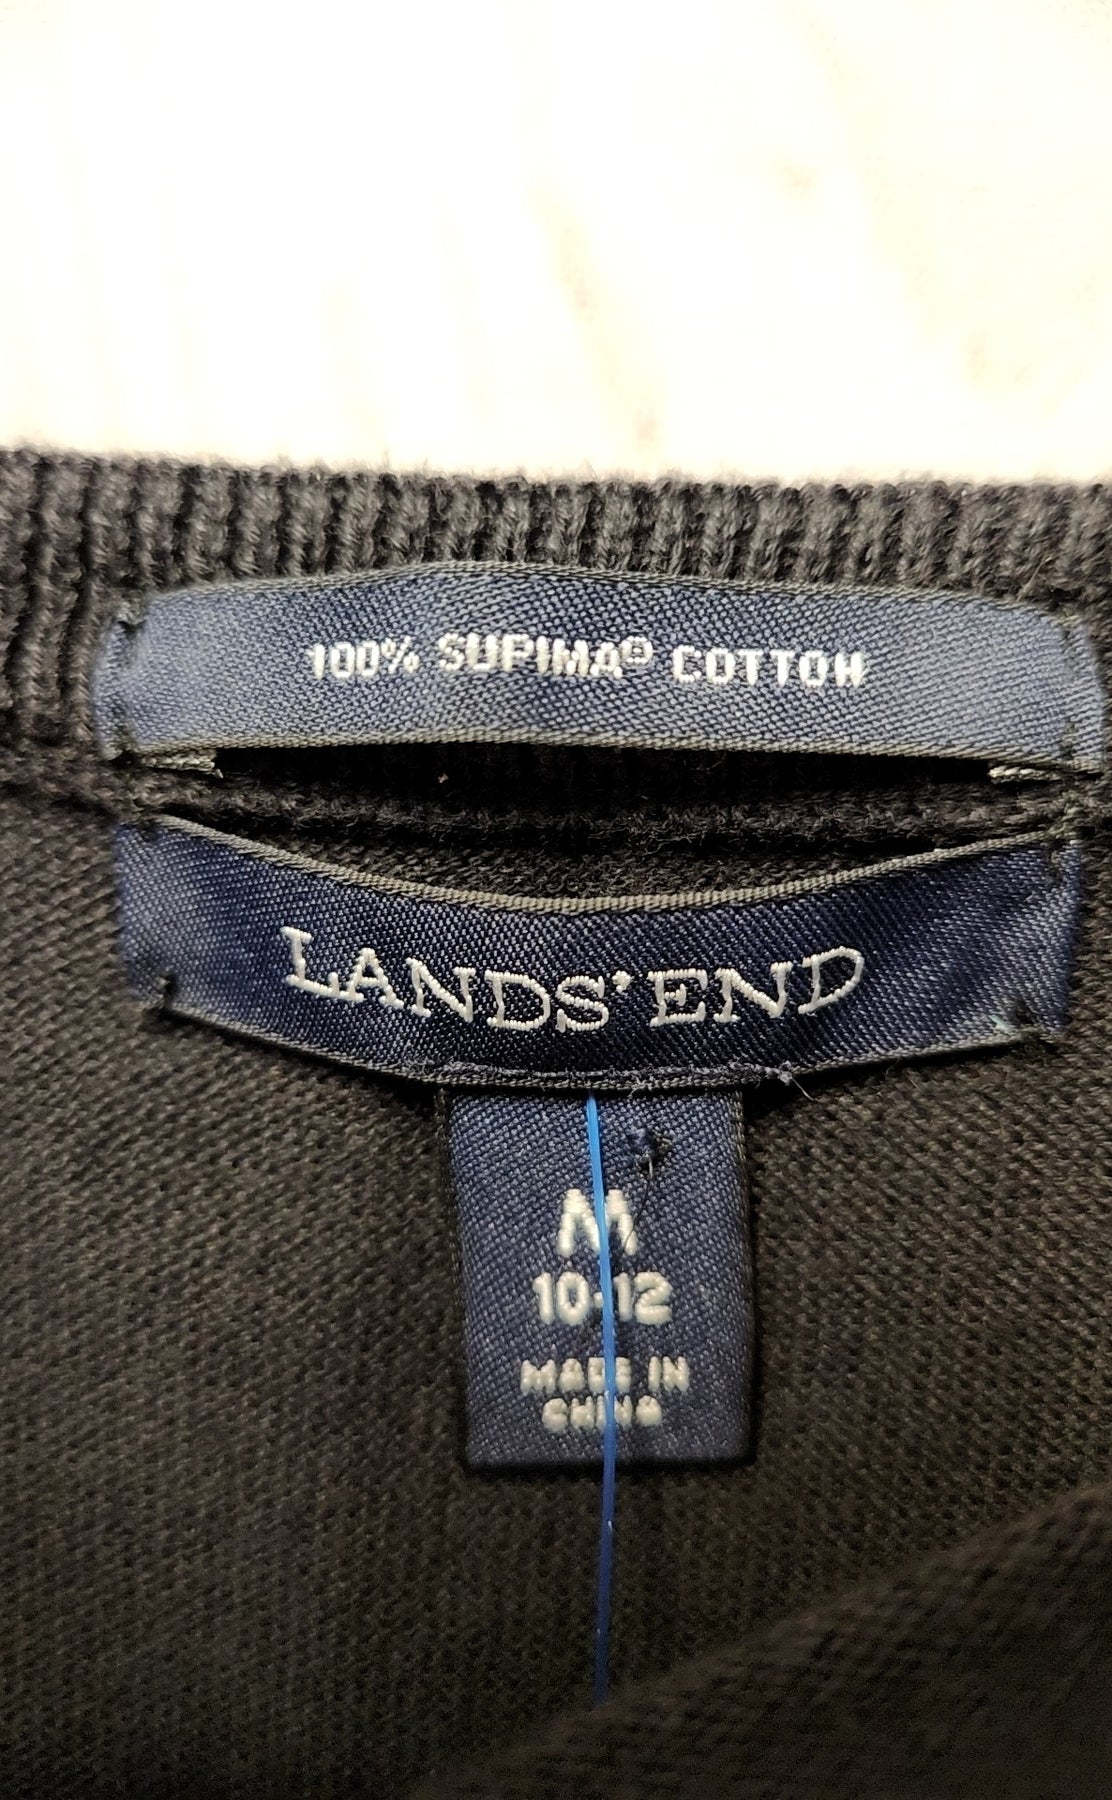 100% SUPIMA® COTTON
LANDS' END
M
10-12
MADE IN
CHINA